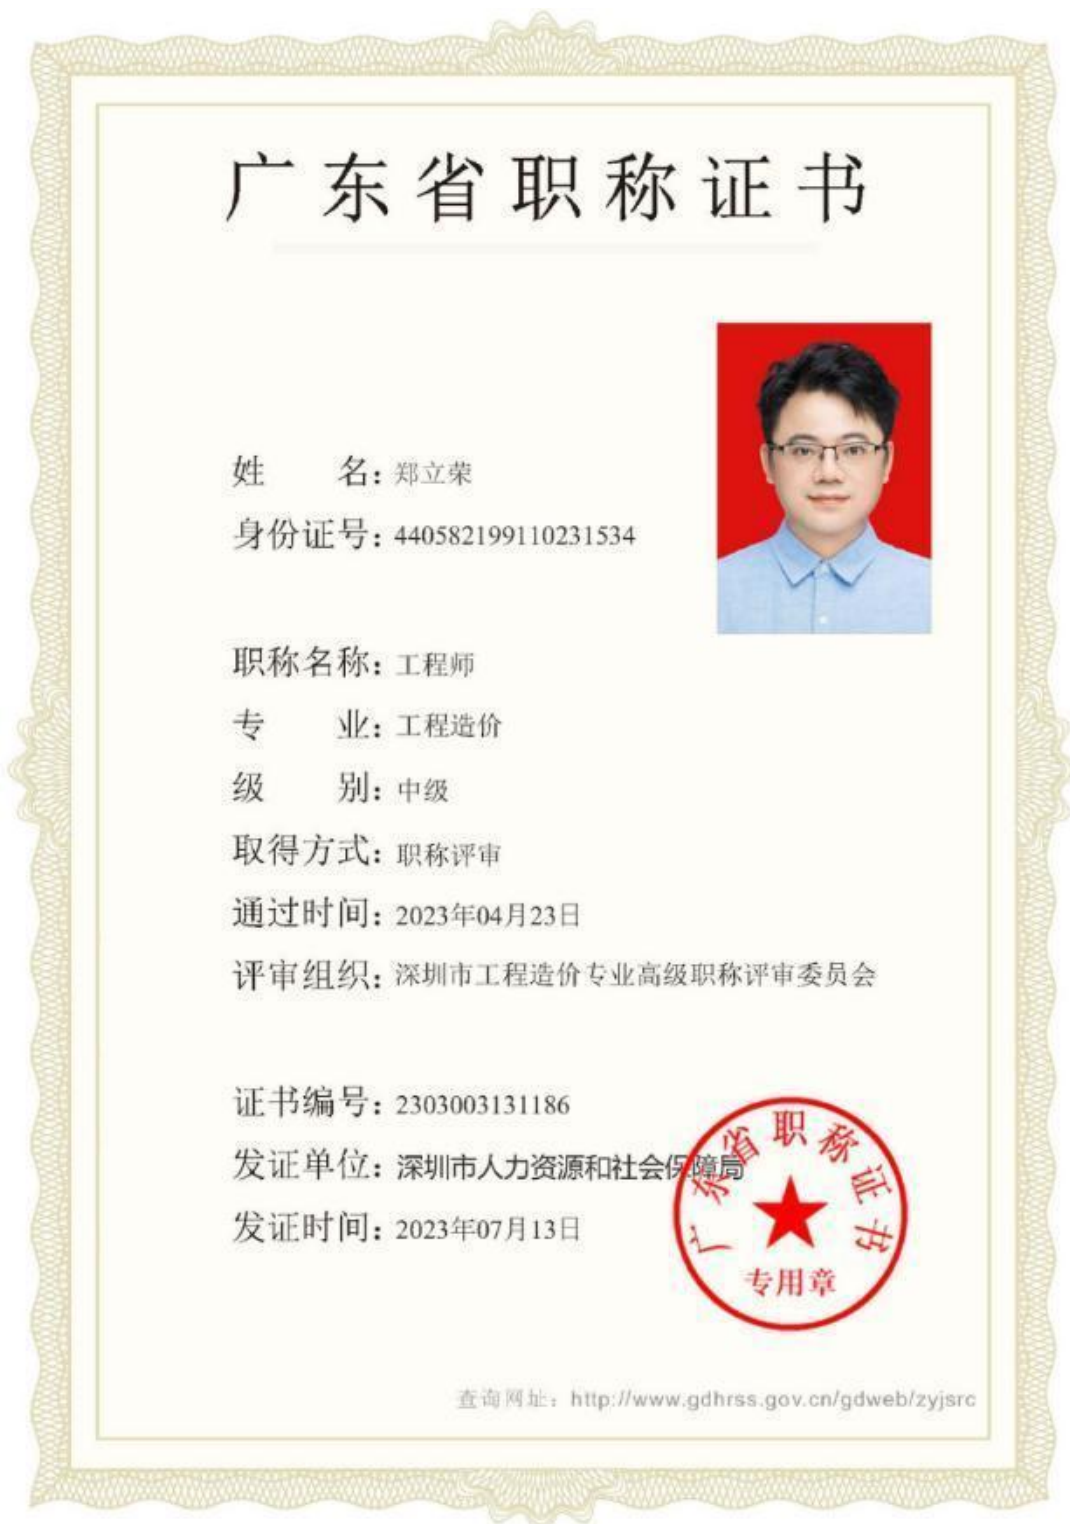 广东省职称证书
姓　　名：郑立荣
身份证号：440582199110231534
职称名称：工程师
专　　业：工程造价
级　　别：中级
取得方式：职称评审
通过时间：2023年04月23日
评审组织：深圳市工程造价专业高级职称评审委员会
证书编号：2303003131186
发证单位：深圳市人力资源和社会保障局
发证时间：2023年07月13日
广东省职称证书
专用章
查询网址：http://www.gdhrss.gov.cn/gdweb/zyjsrc